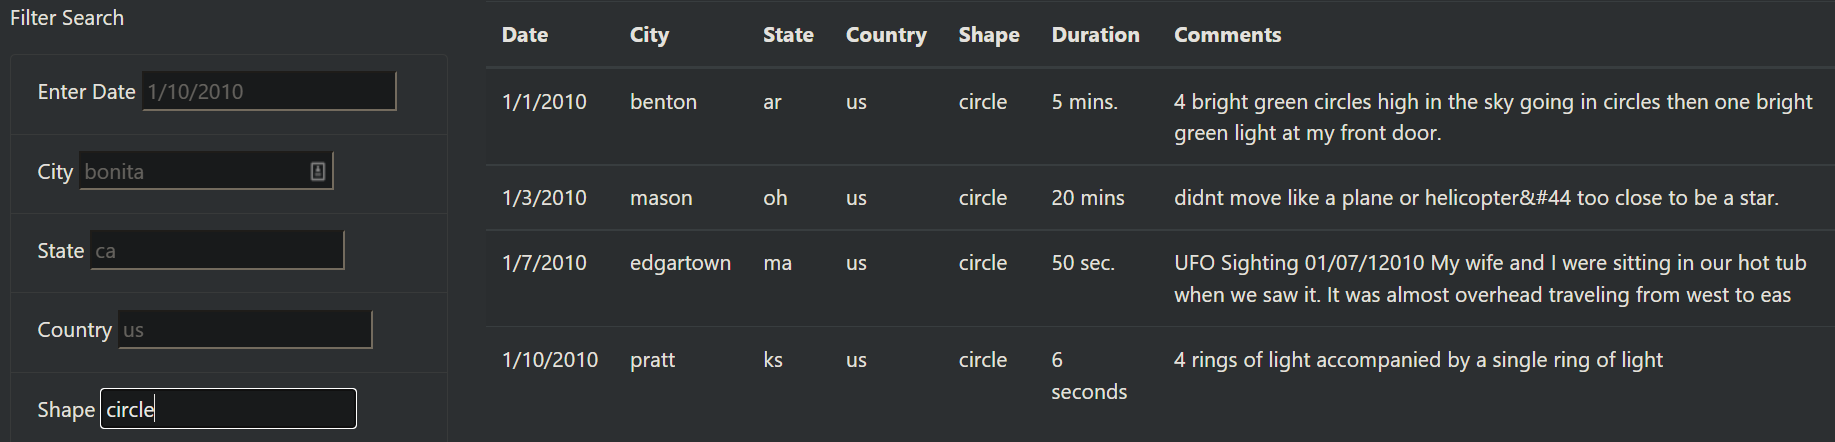 Filter Search
Enter Date 1/10/2010
City bonita
State ca
Country us
Shape circle
Date City State Country Shape Duration Comments
1/1/2010 benton ar us circle 5 mins. 4 bright green circles high in the sky going in circles then one bright
green light at my front door.
1/3/2010 mason oh us circle 20 mins didnt move like a plane or helicopter&#44 too close to be a star.
1/7/2010 edgartown ma us circle 50 sec. UFO Sighting 01/07/12010 My wife and I were sitting in our hot tub
when we saw it. It was almost overhead traveling from west to eas
1/10/2010 pratt ks us circle 6 4 rings of light accompanied by a single ring of light
seconds